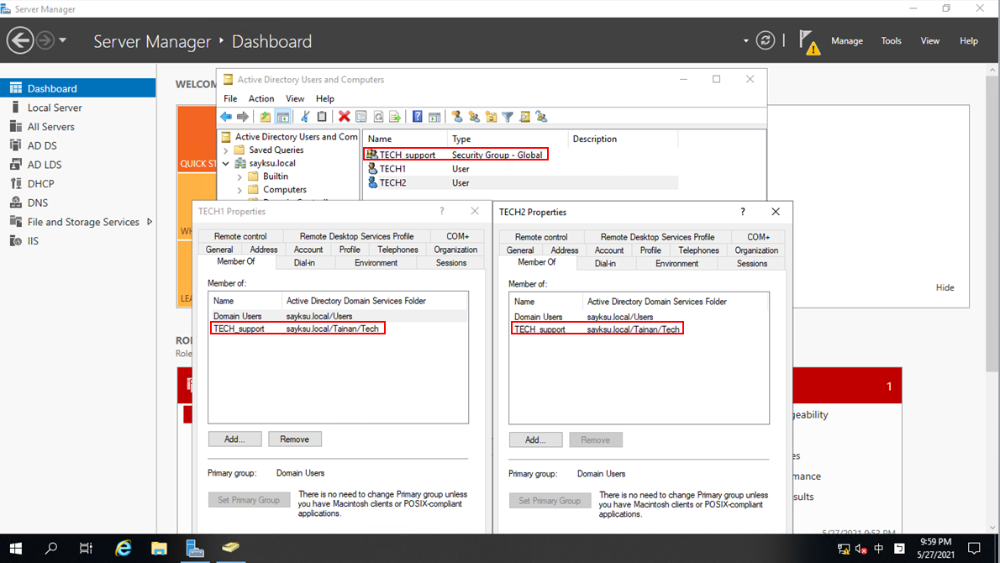 Server Manager
Server Manager • Dashboard
Manage Tools View Help
Dashboard
Local Server
All Servers
AD DS
AD LDS
DHCP
DNS
File and Storage Services
IIS
WELCOM
QUICK ST
WH
LEA
Hide
RO
Role
1
geability
es
mance
sults
5/27/2021 9:53 PM
Active Directory Users and Computers
File Action View Help
Active Directory Users and Com
Saved Queries
sayksu.local
Builtin
Computers
Name Type Description
TECH_support Security Group - Global
TECH1 User
TECH2 User
TECH1 Properties ?
Remote control Remote Desktop Services Profile COM+
General Address Account Profile Telephones Organization
Member Of Dial-in Environment Sessions
Member of:
Name Active Directory Domain Services Folder
Domain Users sayksu.local/Users
TECH_support sayksu.local/Tainan/Tech
Add... Remove
Primary group: Domain Users
Set Primary Group
There is no need to change Primary group unless
you have Macintosh clients or POSIX-compliant
applications.
TECH2 Properties ?
Remote control Remote Desktop Services Profile COM+
General Address Account Profile Telephones Organization
Member Of Dial-in Environment Sessions
Member of:
Name Active Directory Domain Services Folder
Domain Users sayksu.local/Users
TECH_support sayksu.local/Tainan/Tech
Add... Remove
Primary group: Domain Users
Set Primary Group
There is no need to change Primary group unless
you have Macintosh clients or POSIX-compliant
applications.
中
9:59 PM
5/27/2021